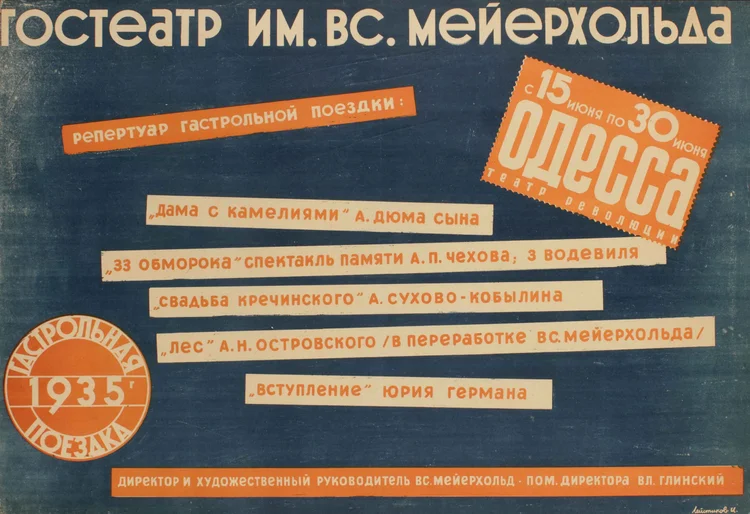 ГОСТЕАТР ИМ. ВС. МЕЙЕРХОЛЬДА
РЕПЕРТУАР ГАСТРОЛЬНОЙ ПОЕЗДКИ:
С 15 ИЮНЯ ПО 30 ИЮНЯ
ОДЕССА
ТЕАТР РЕВОЛЮЦИИ
„ДАМА С КАМЕЛИЯМИ" А. ДЮМА СЫНА
„33 ОБМОРОКА" СПЕКТАКЛЬ ПАМЯТИ А. П. ЧЕХОВА; 3 ВОДЕВИЛЯ
„СВАДЬБА КРЕЧИНСКОГО" А. СУХОВО-КОБЫЛИНА
„ЛЕС" А. Н. ОСТРОВСКОГО /В ПЕРЕРАБОТКЕ ВС. МЕЙЕРХОЛЬДА/
„ВСТУПЛЕНИЕ" ЮРИЯ ГЕРМАНА
ГАСТРОЛЬНАЯ
1935 г
ПОЕЗДКА
ДИРЕКТОР И ХУДОЖЕСТВЕННЫЙ РУКОВОДИТЕЛЬ ВС. МЕЙЕРХОЛЬД - ПОМ. ДИРЕКТОРА ВЛ. ГЛИНСКИЙ